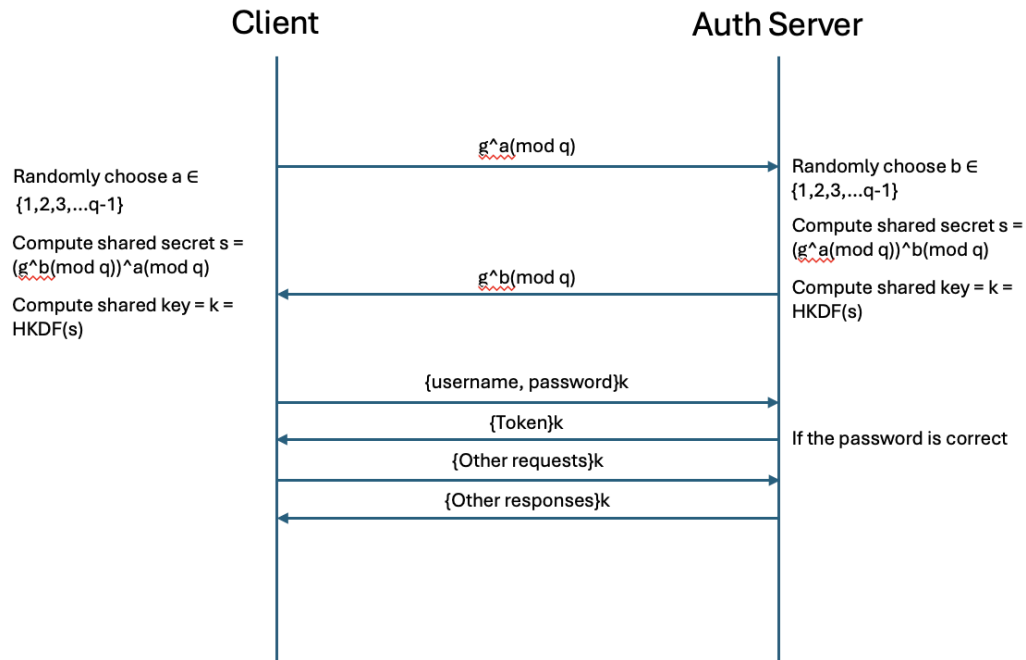 Client
Auth Server
g^a(mod q)
Randomly choose a ∈
{1,2,3,...q-1}
Compute shared secret s =
(g^b(mod q))^a(mod q)
Compute shared key = k =
HKDF(s)
Randomly choose b ∈
{1,2,3,...q-1}
Compute shared secret s =
(g^a(mod q))^b(mod q)
Compute shared key = k =
HKDF(s)
g^b(mod q)
{username, password}k
{Token}k
If the password is correct
{Other requests}k
{Other responses}k